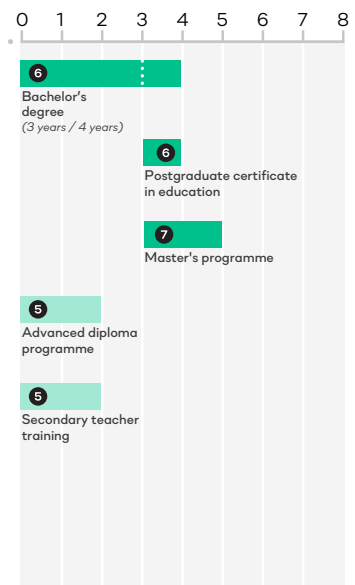 0 1 2 3 4 5 6 7 8
6
Bachelor's
degree
(3 years / 4 years)
6
Postgraduate certificate
in education
7
Master's programme
5
Advanced diploma
programme
5
Secondary teacher
training